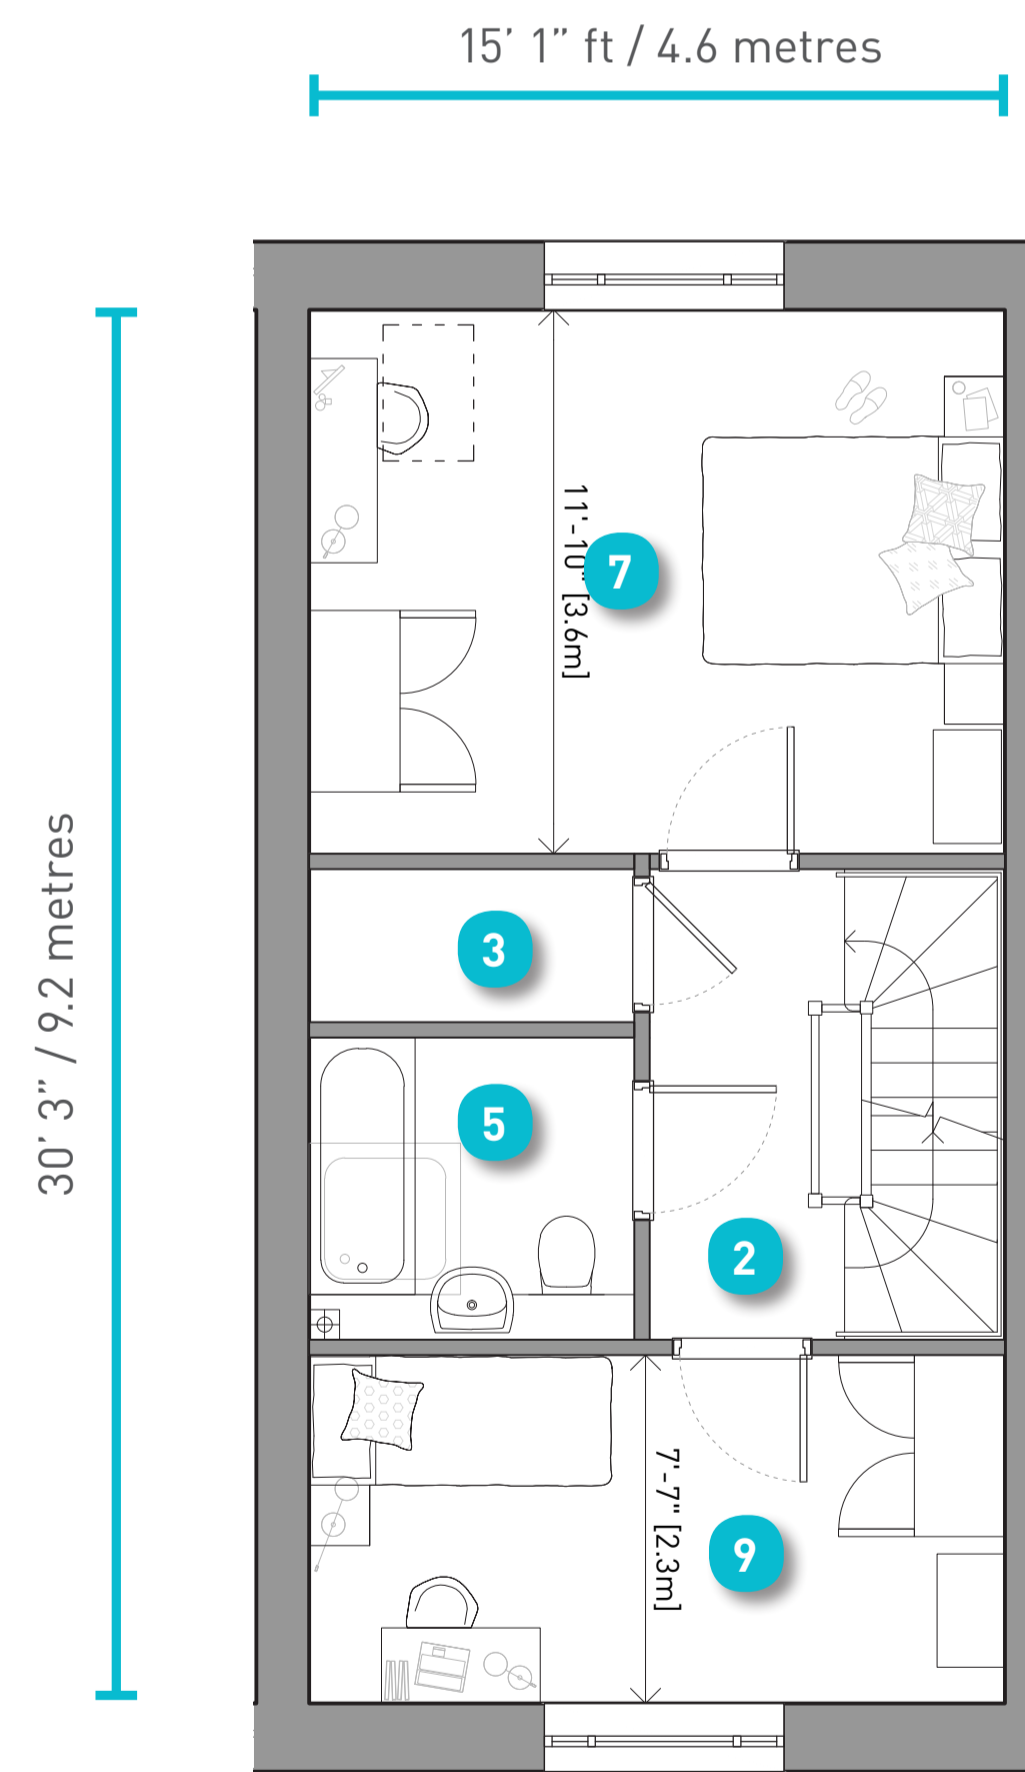 15’ 1” ft / 4.6 metres
30’ 3” / 9.2 metres
11'-10" [3.6m]
7
3
5
2
7'-7" [2.3m]
9